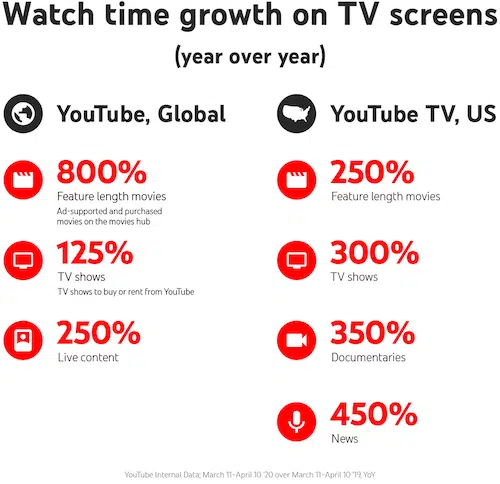 Watch time growth on TV screens
(year over year)
YouTube, Global
800%
Feature length movies
Ad-supported and purchased
movies on the movies hub
125%
TV shows
TV shows to buy or rent from YouTube
250%
Live content
YouTube TV, US
250%
Feature length movies
300%
TV shows
350%
Documentaries
450%
News
YouTube Internal Data; March 11–April 10 '20 over March 11–April 10 '19, YoY